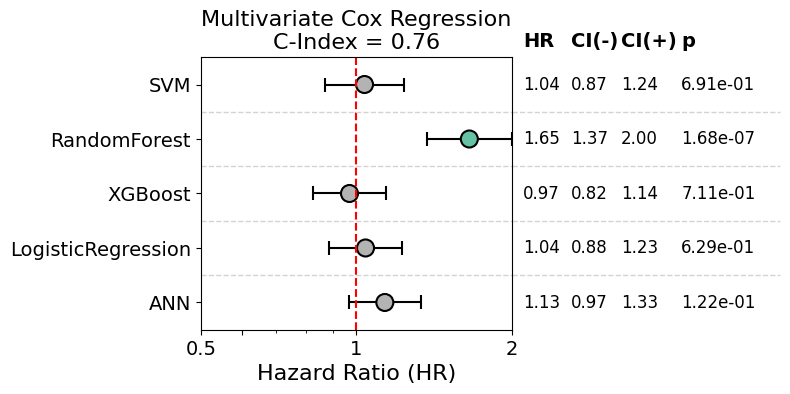 Multivariate Cox Regression
C-Index = 0.76
HR CI(-) CI(+) p
SVM 1.04 0.87 1.24 6.91e-01
RandomForest 1.65 1.37 2.00 1.68e-07
XGBoost 0.97 0.82 1.14 7.11e-01
LogisticRegression 1.04 0.88 1.23 6.29e-01
ANN 1.13 0.97 1.33 1.22e-01
0.5 1 2
Hazard Ratio (HR)